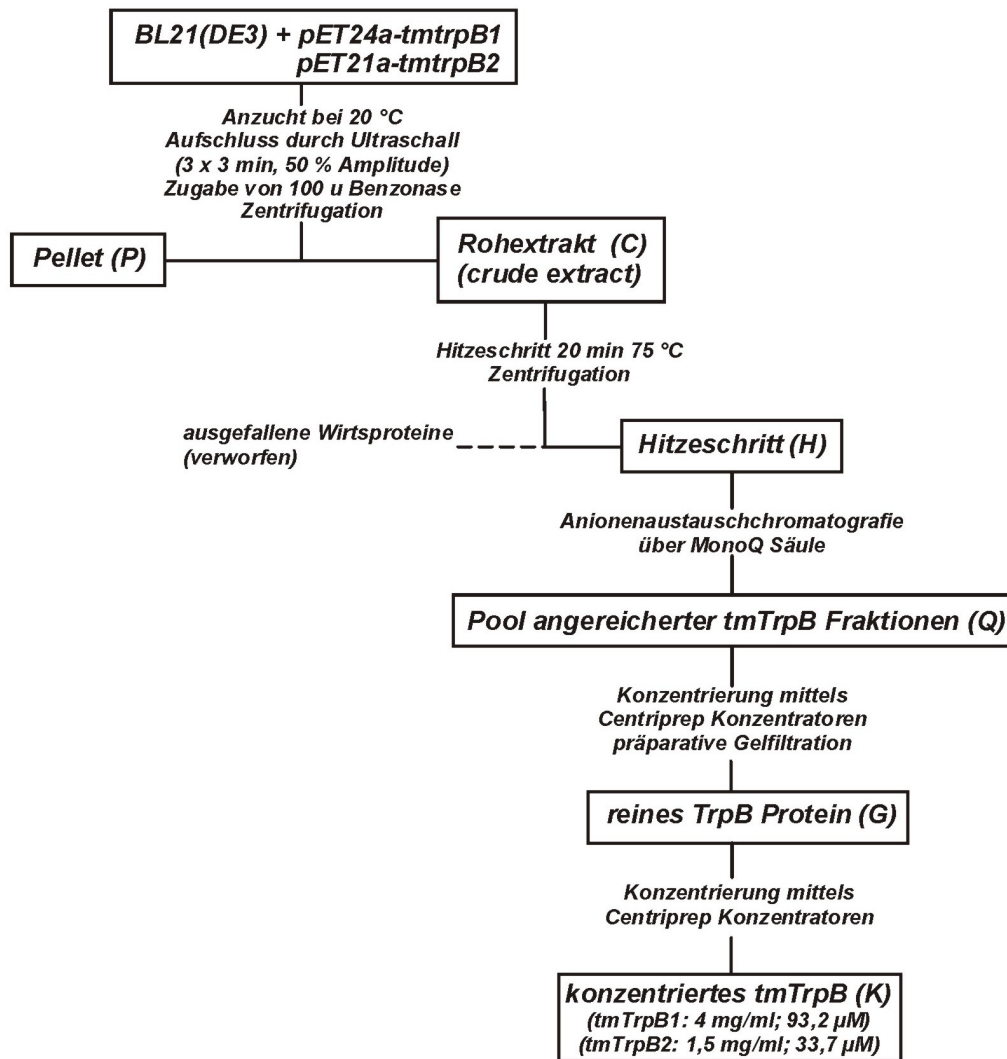 BL21(DE3) + pET24a-tmtrpB1
pET21a-tmtrpB2
Anzucht bei 20 °C
Aufschluss durch Ultraschall
(3 x 3 min, 50 % Amplitude)
Zugabe von 100 u Benzonase
Zentrifugation
Pellet (P)
Rohextrakt (C)
(crude extract)
Hitzeschritt 20 min 75 °C
Zentrifugation
ausgefallene Wirtsproteine
(verworfen)
Hitzeschritt (H)
Anionenaustauschchromatografie
über MonoQ Säule
Pool angereicherter tmTrpB Fraktionen (Q)
Konzentrierung mittels
Centriprep Konzentratoren
präparative Gelfiltration
reines TrpB Protein (G)
Konzentrierung mittels
Centriprep Konzentratoren
konzentriertes tmTrpB (K)
(tmTrpB1: 4 mg/ml; 93,2 µM)
(tmTrpB2: 1,5 mg/ml; 33,7 µM)